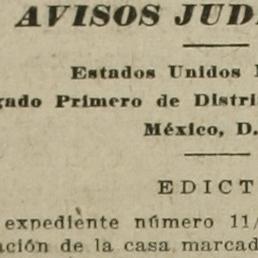 AVISOS JUD
Estados Unidos
gado Primero de Distri
México, D.
EDICT
expediente número 11/
ación de la casa marcad